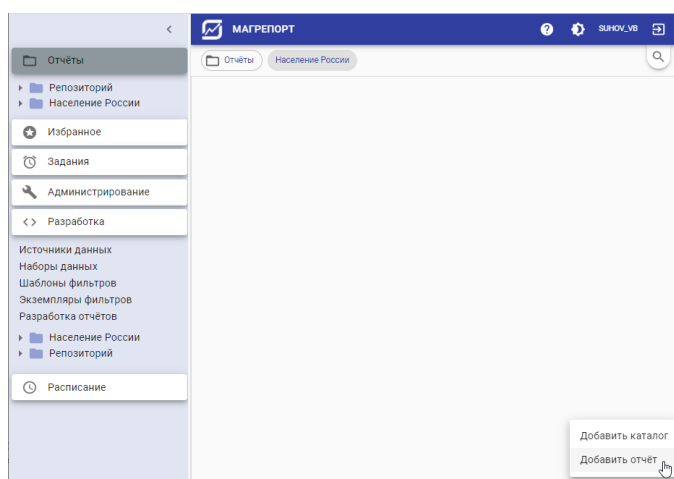 МАГРЕПОРТ
SUHOV_VB
Отчёты
Отчёты
Население России
Репозиторий
Население России
Избранное
Задания
Администрирование
Разработка
Источники данных
Наборы данных
Шаблоны фильтров
Экземпляры фильтров
Разработка отчётов
Население России
Репозиторий
Расписание
Добавить каталог
Добавить отчёт